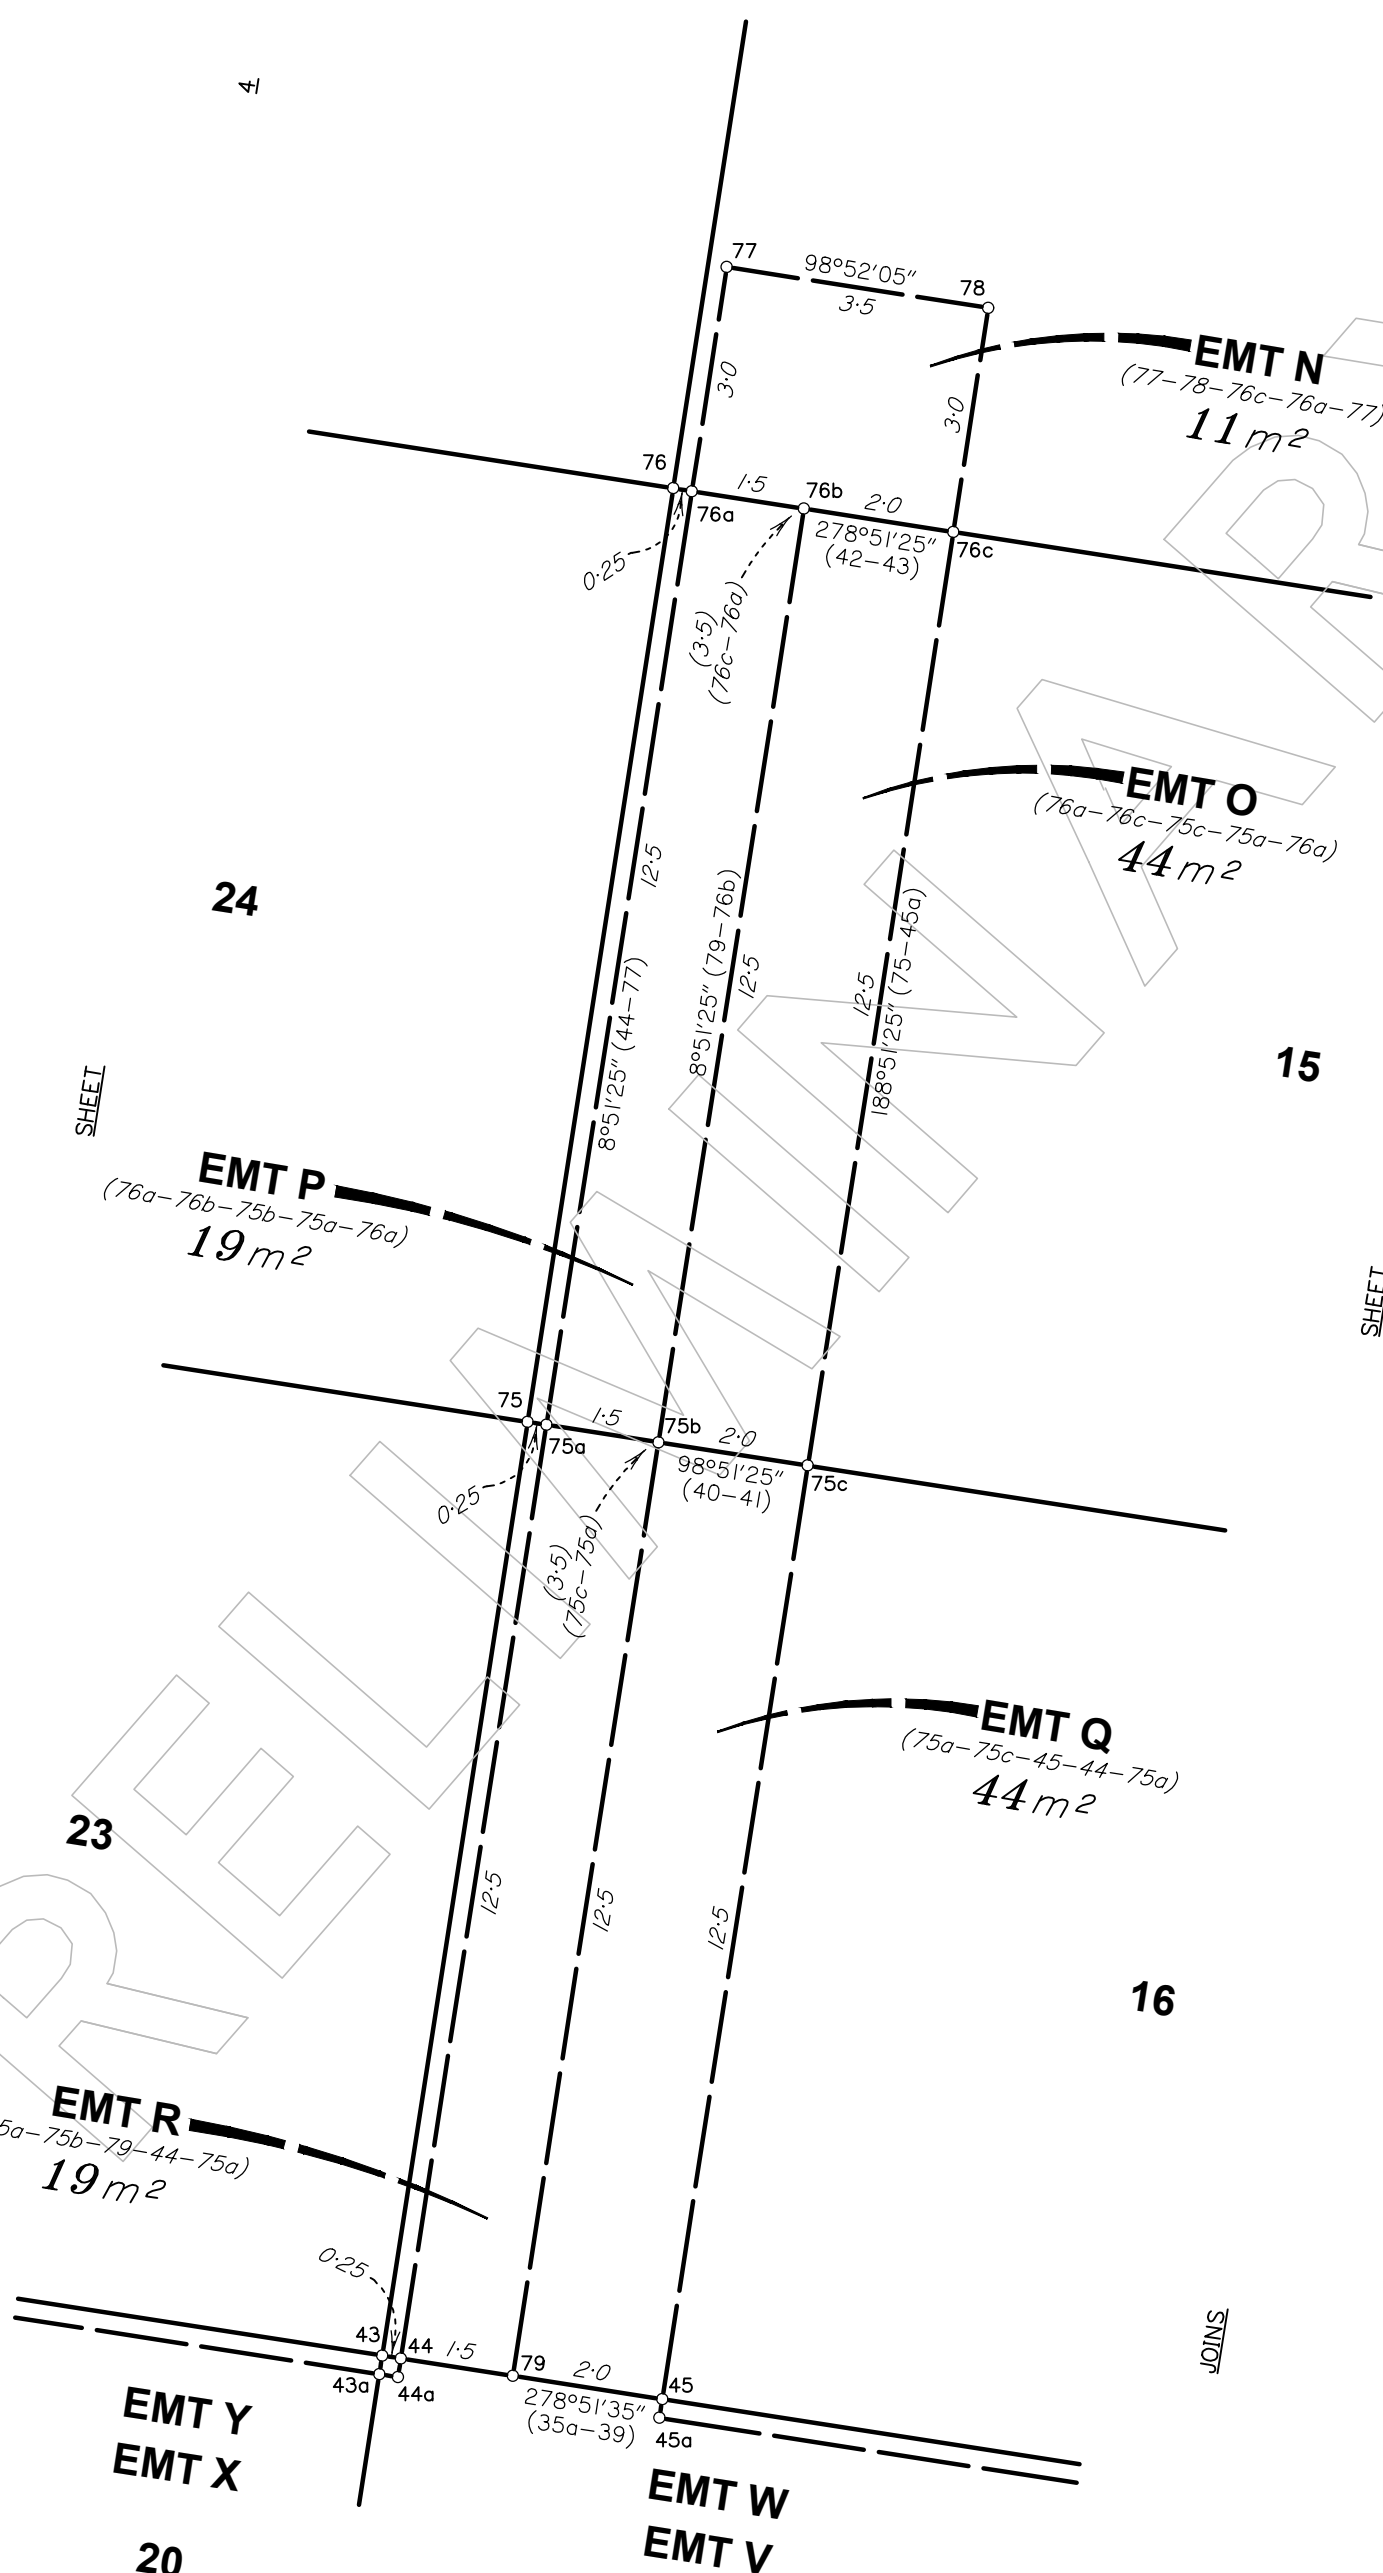 4
77
98°52'05"
3·5
78
EMT N
(77-78-76c-76a-77)
11m²
3·0
3·0
76
76a
1·5
76b
2·0
278°51'25"
(42-43)
76c
0·25
(3·5)
(76c-76a)
EMT O
(76a-76c-75c-75a-76a)
44m²
24
12·5
8°51'25" (44-77)
8°51'25" (79-76b)
12·5
12·5
188°51'25" (75-45a)
15
SHEET
EMT P
(76a-76b-75b-75a-76a)
19m²
SHEET
75
75a
1·5
75b
2·0
98°51'25"
(40-41)
75c
0·25
(3·5)
(75c-75a)
EMT Q
(75a-75c-45-44-75a)
44m²
23
12·5
12·5
12·5
16
EMT R
5a-75b-79-44-75a)
19m²
0·25
43
44
1·5
79
2·0
45
43a
44a
278°51'35"
(35a-39)
45a
JOINS
EMT Y
EMT X
EMT W
EMT V
20